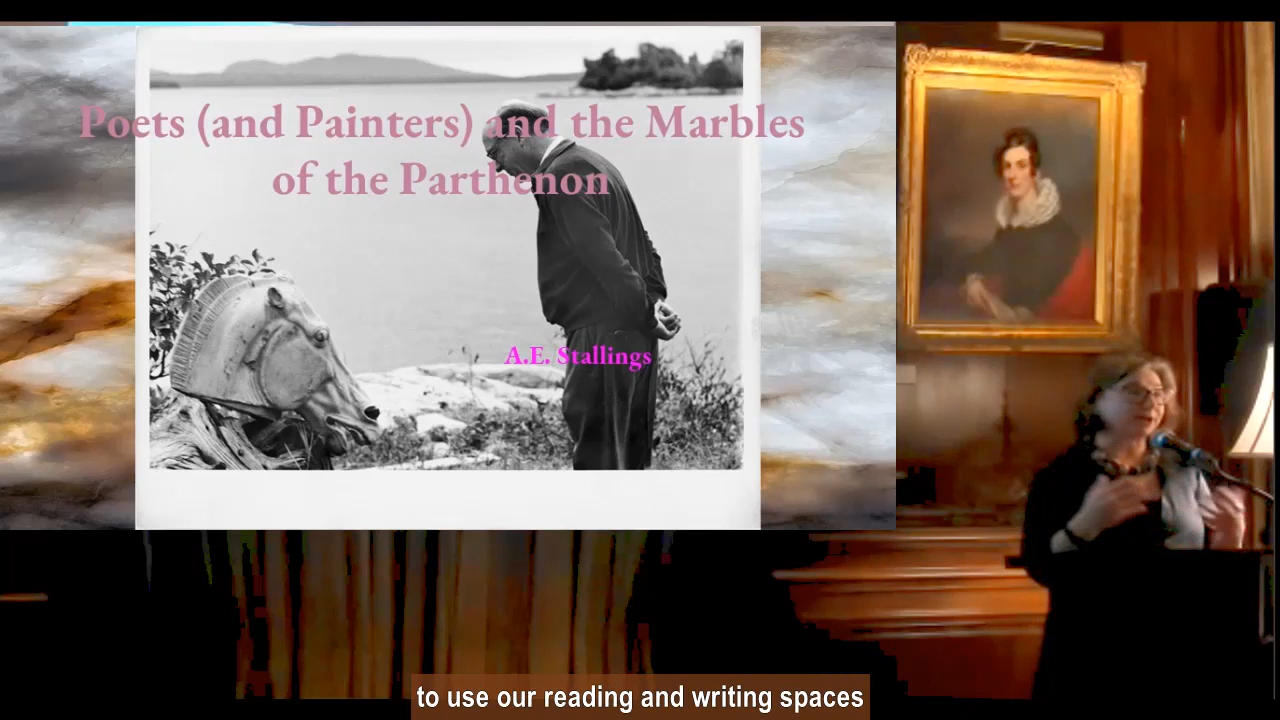 Poets (and Painters) and the Marbles
of the Parthenon
A.E. Stallings
to use our reading and writing spaces